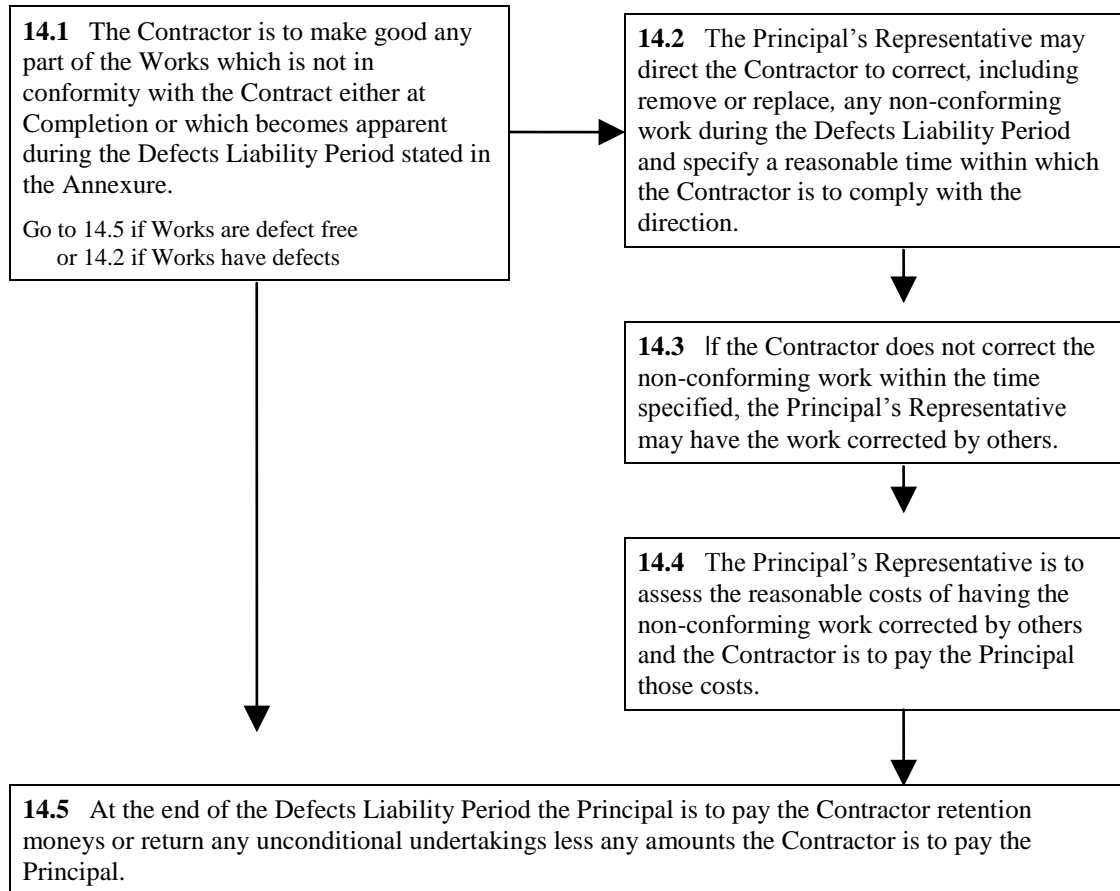 14.1 The Contractor is to make good any
part of the Works which is not in
conformity with the Contract either at
Completion or which becomes apparent
during the Defects Liability Period stated in
the Annexure.
Go to 14.5 if Works are defect free
or 14.2 if Works have defects
14.2 The Principal’s Representative may
direct the Contractor to correct, including
remove or replace, any non-conforming
work during the Defects Liability Period
and specify a reasonable time within which
the Contractor is to comply with the
direction.
14.3 If the Contractor does not correct the
non-conforming work within the time
specified, the Principal’s Representative
may have the work corrected by others.
14.4 The Principal’s Representative is to
assess the reasonable costs of having the
non-conforming work corrected by others
and the Contractor is to pay the Principal
those costs.
14.5 At the end of the Defects Liability Period the Principal is to pay the Contractor retention
moneys or return any unconditional undertakings less any amounts the Contractor is to pay the
Principal.